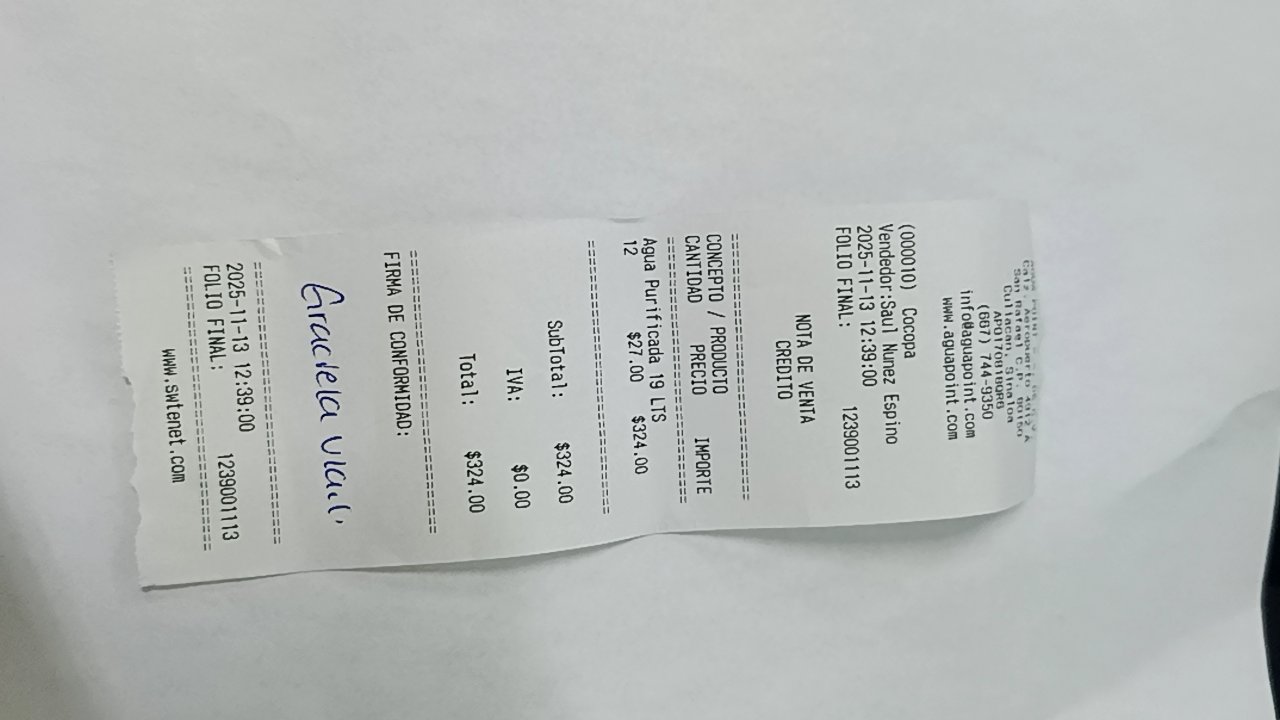 Calz. Aeropuerto 4912 A
San Rafael C.P. 80150
Culiacan, Sinaloa
(667) 744-9350
info@aguapoint.com
www.aguapoint.com
(000010) Cocopa
Vendedor:Saul Nunez Espino
2025-11-13 12:39:00
FOLIO FINAL: 1239001113
NOTA DE VENTA
CREDITO
CONCEPTO / PRODUCTO
CANTIDAD PRECIO IMPORTE
Agua Purificada 19 LTS
12 $27.00 $324.00
SubTotal: $324.00
IVA: $0.00
Total: $324.00
FIRMA DE CONFORMIDAD:
Graciela
2025-11-13 12:39:00
FOLIO FINAL: 1239001113
www.swtenet.com